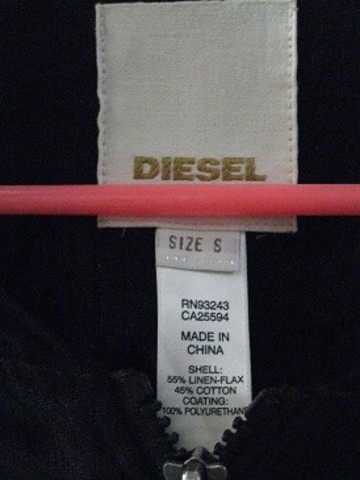 DIESEL
SIZE S
RN93243
CA25594
MADE IN
CHINA
SHELL:
55% LINEN-FLAX
45% COTTON
COATING:
100% POLYURETHAN